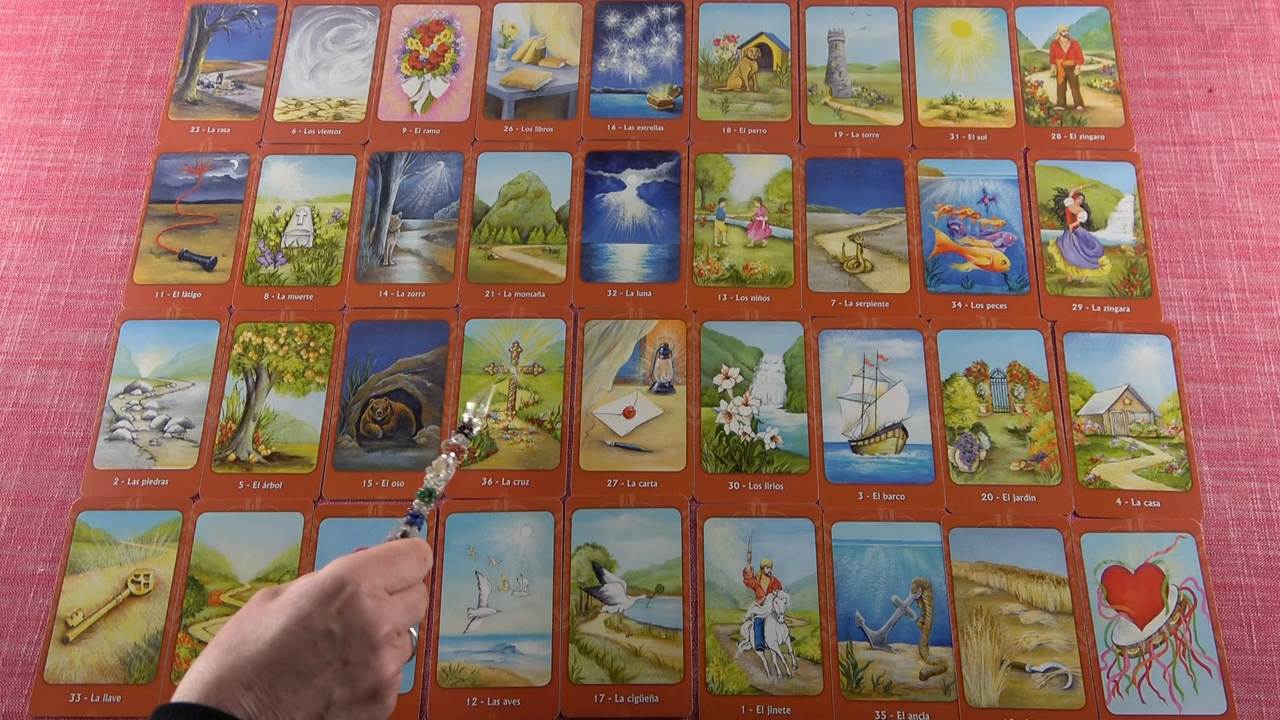 23 - La rata
6 - Los vientos
9 - El ramo
26 - Los libros
16 - Las estrellas
18 - El perro
19 - La torre
31 - El sol
28 - El zíngaro
11 - El látigo
8 - La muerte
14 - La zorra
21 - La montaña
32 - La luna
13 - Los niños
7 - La serpiente
34 - Los peces
29 - La zíngara
2 - Las piedras
5 - El árbol
15 - El oso
36 - La cruz
27 - La carta
30 - Los lirios
3 - El barco
20 - El jardín
4 - La casa
33 - La llave
12 - Las aves
17 - La cigüeña
1 - El jinete
35 - El ancla